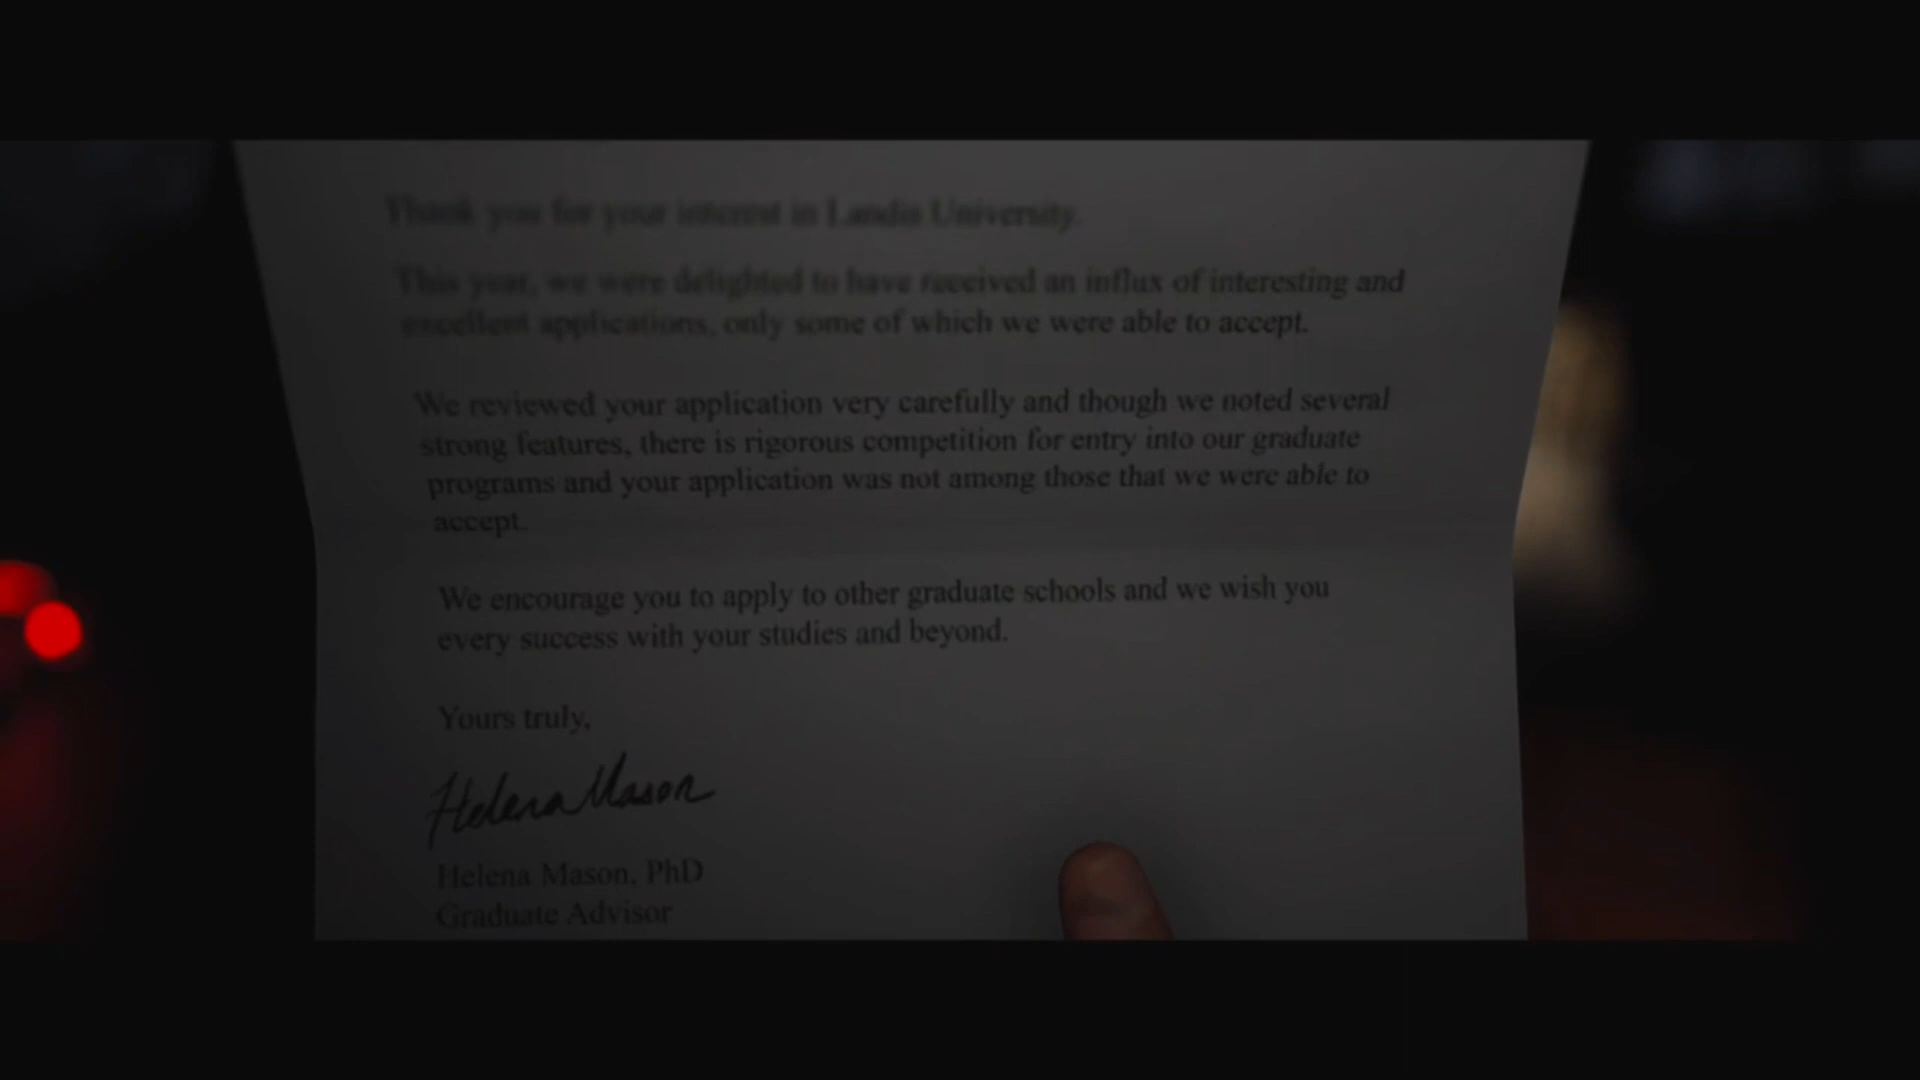 Thank you for your interest in Landis University.
This year, we were delighted to have received an influx of interesting and
excellent applications, only some of which we were able to accept.
We reviewed your application very carefully and though we noted several
strong features, there is rigorous competition for entry into our graduate
programs and your application was not among those that we were able to
accept.
We encourage you to apply to other graduate schools and we wish you
every success with your studies and beyond.
Yours truly,
Helena Mason
Helena Mason, PhD
Graduate Advisor